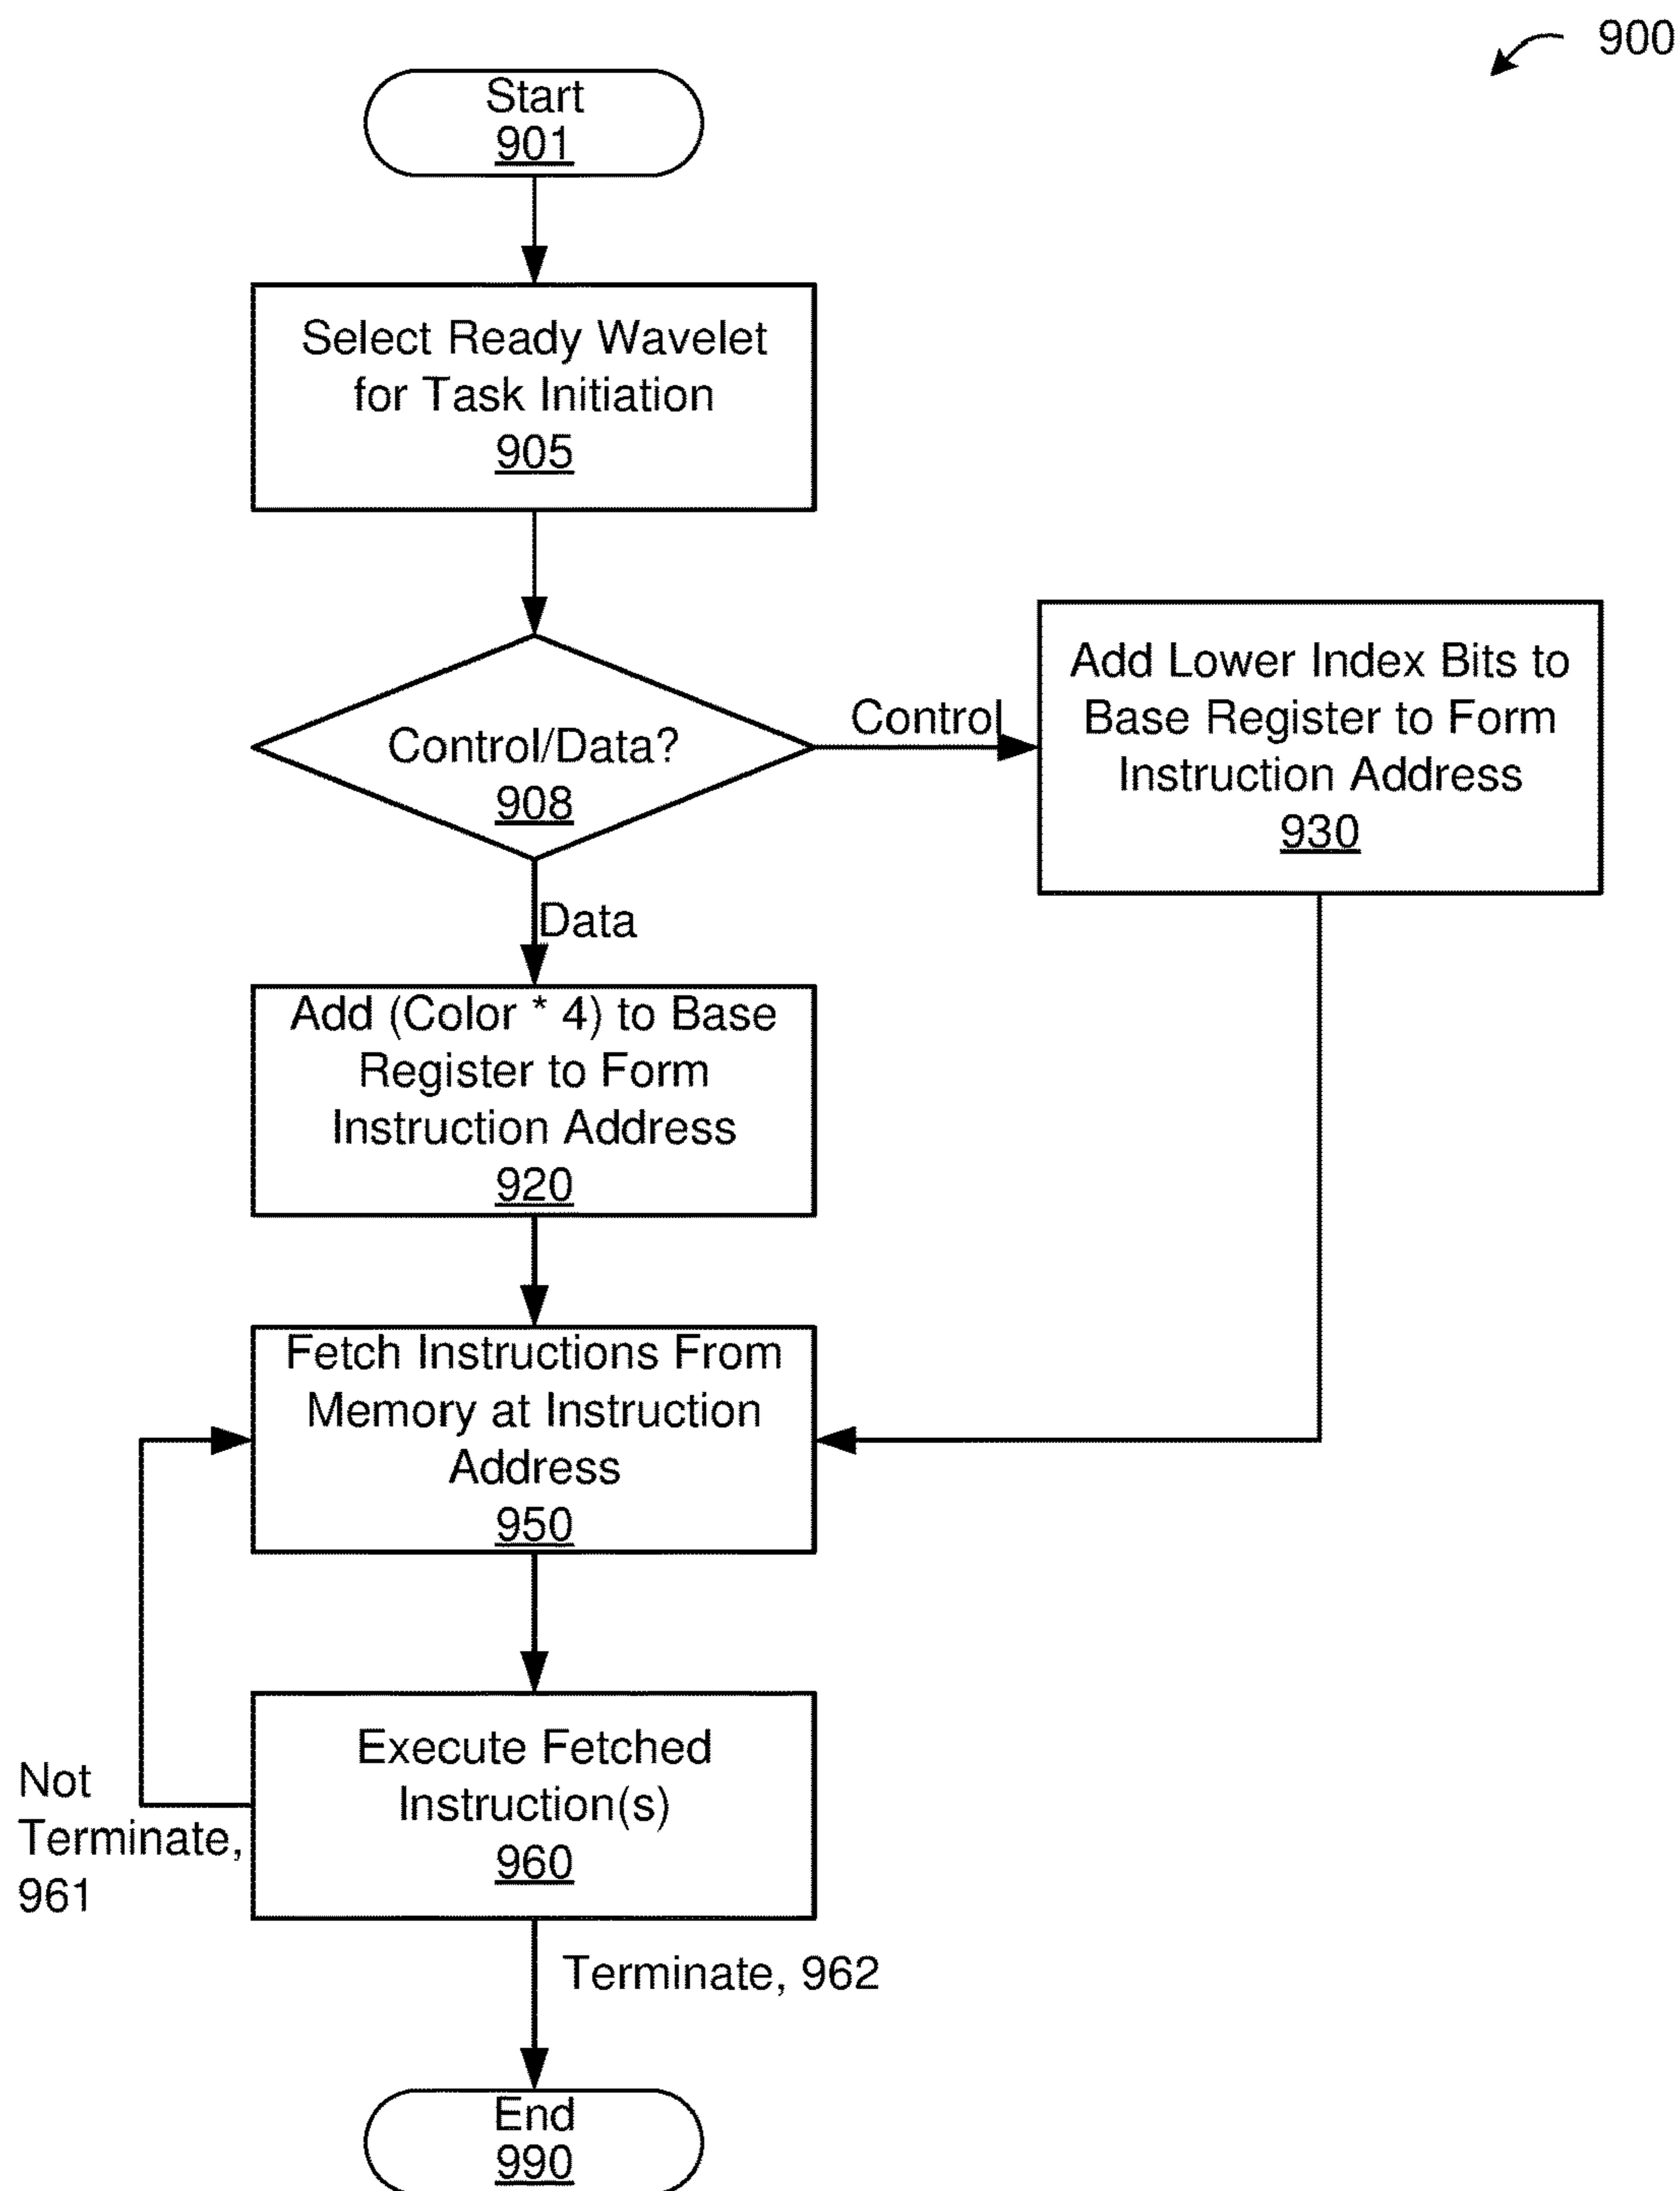 900
Start
901
Select Ready Wavelet
for Task Initiation
905
Control/Data?
908
Control
Add Lower Index Bits to
Base Register to Form
Instruction Address
930
Data
Add (Color * 4) to Base
Register to Form
Instruction Address
920
Fetch Instructions From
Memory at Instruction
Address
950
Execute Fetched
Instruction(s)
960
Not
Terminate,
961
Terminate, 962
End
990